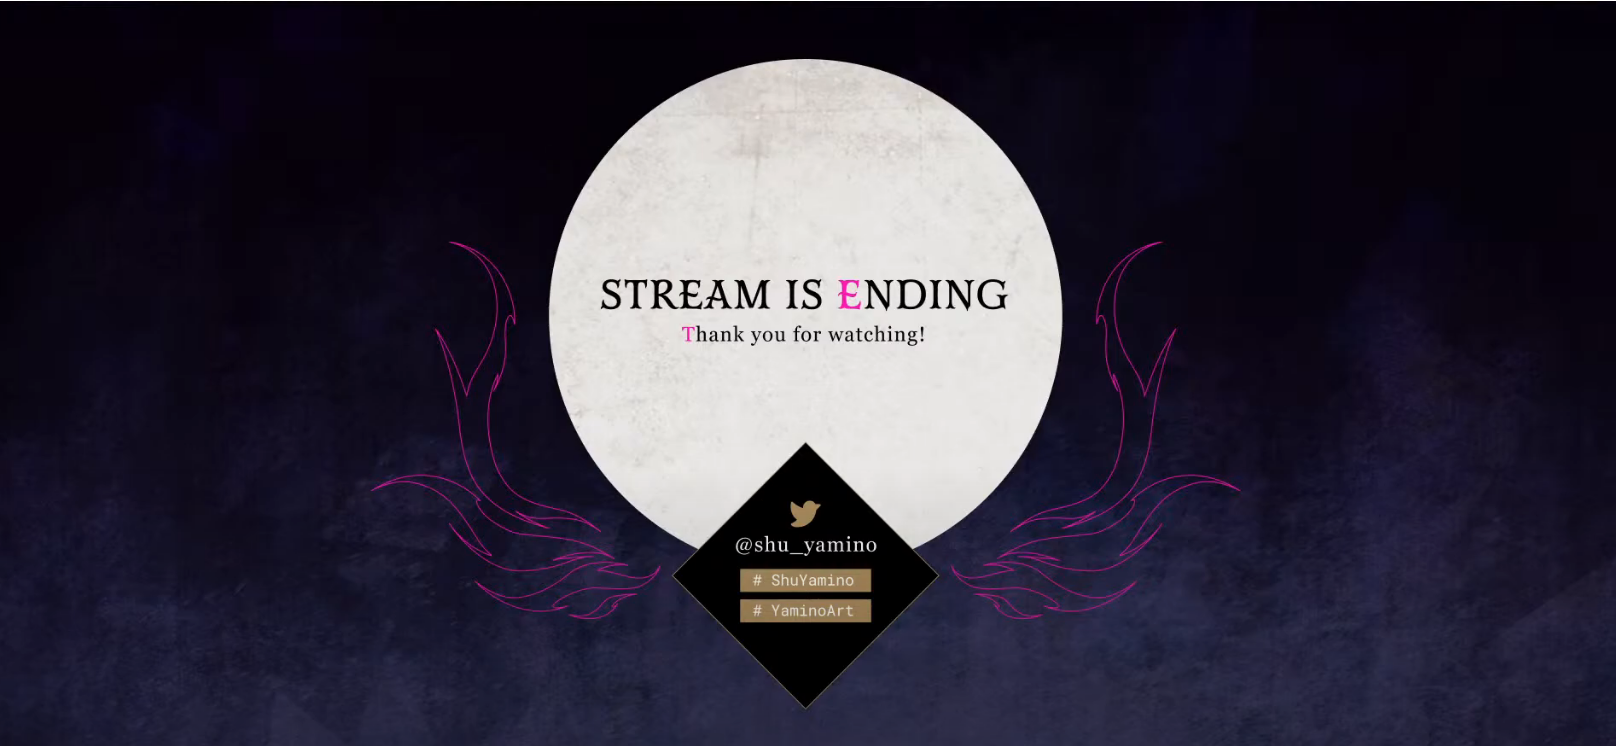 STREAM IS ENDING
Thank you for watching!
@shu_yamino
# ShuYamino
# YaminoArt